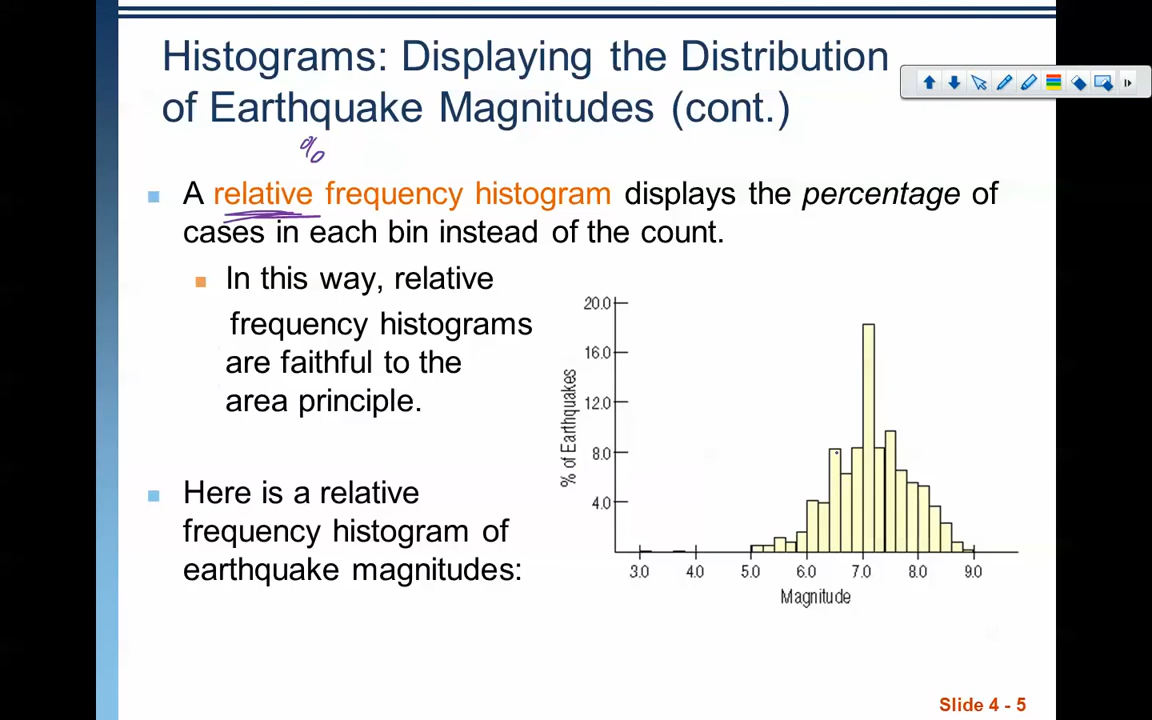 Histograms: Displaying the Distribution
of Earthquake Magnitudes (cont.)
%
A relative frequency histogram displays the percentage of
cases in each bin instead of the count.
In this way, relative
frequency histograms
are faithful to the
area principle.
Here is a relative
frequency histogram of
earthquake magnitudes:
% of Earthquakes
20.0
16.0
12.0
8.0
4.0
3.0 4.0 5.0 6.0 7.0 8.0 9.0
Magnitude
Slide 4 - 5